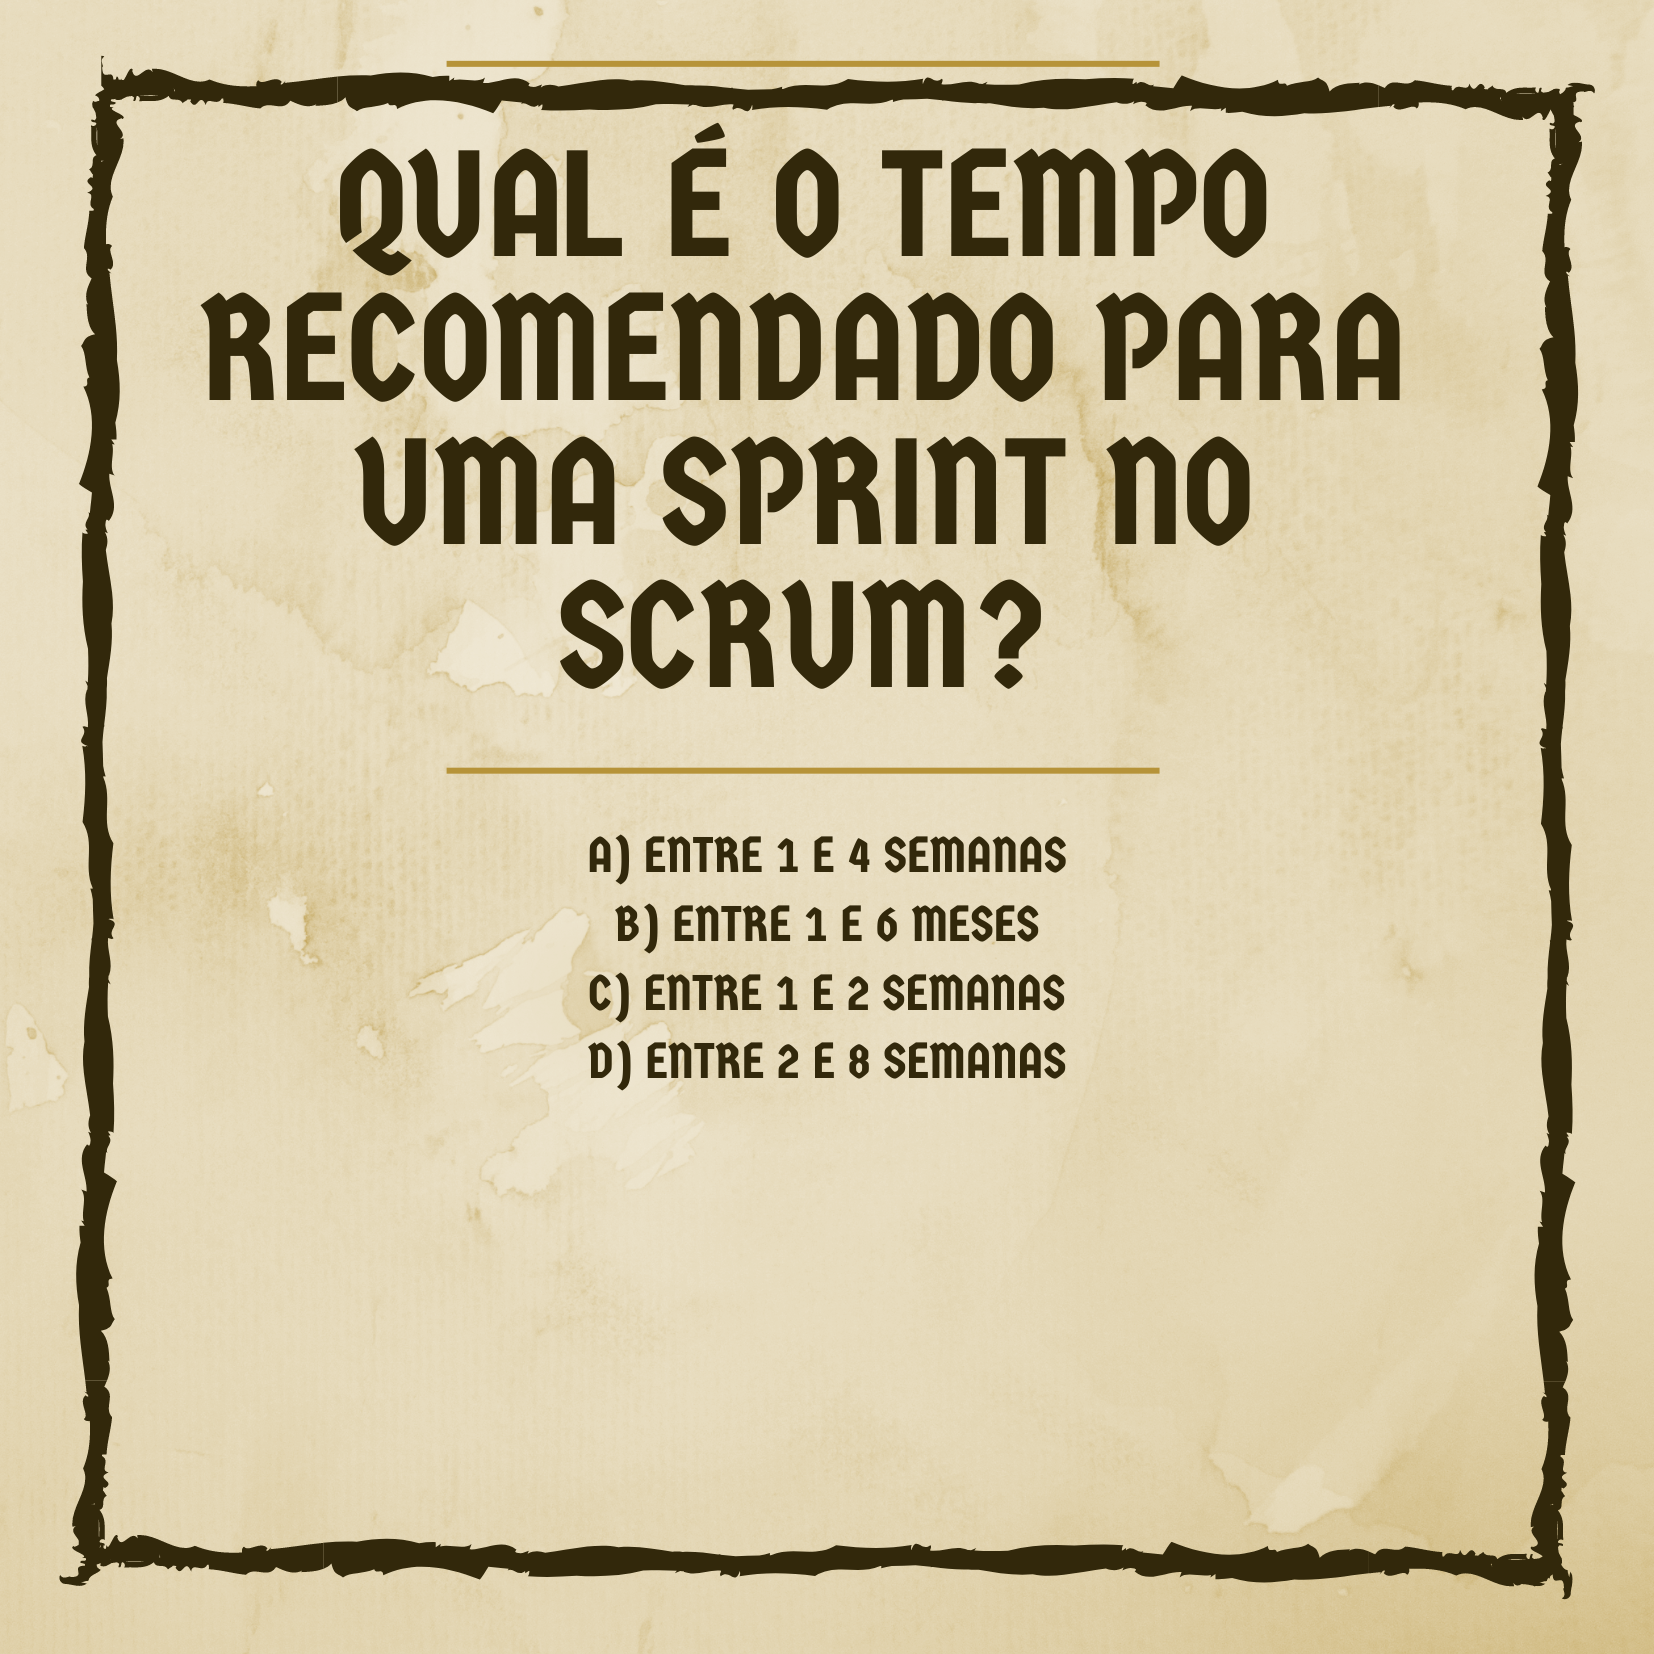 QUAL É O TEMPO
RECOMENDADO PARA
UMA SPRINT NO
SCRUM?
A) ENTRE 1 E 4 SEMANAS
B) ENTRE 1 E 6 MESES
C) ENTRE 1 E 2 SEMANAS
D) ENTRE 2 E 8 SEMANAS